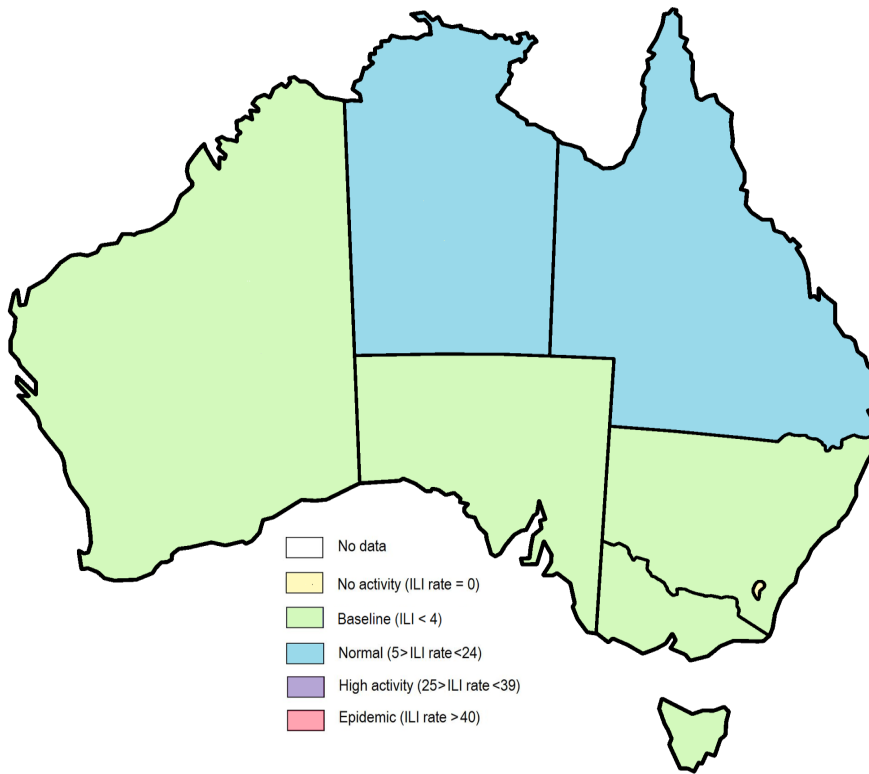 No data
No activity (ILI rate = 0)
Baseline (ILI < 4)
Normal (5> ILI rate <24)
High activity (25> ILI rate <39)
Epidemic (ILI rate >40)